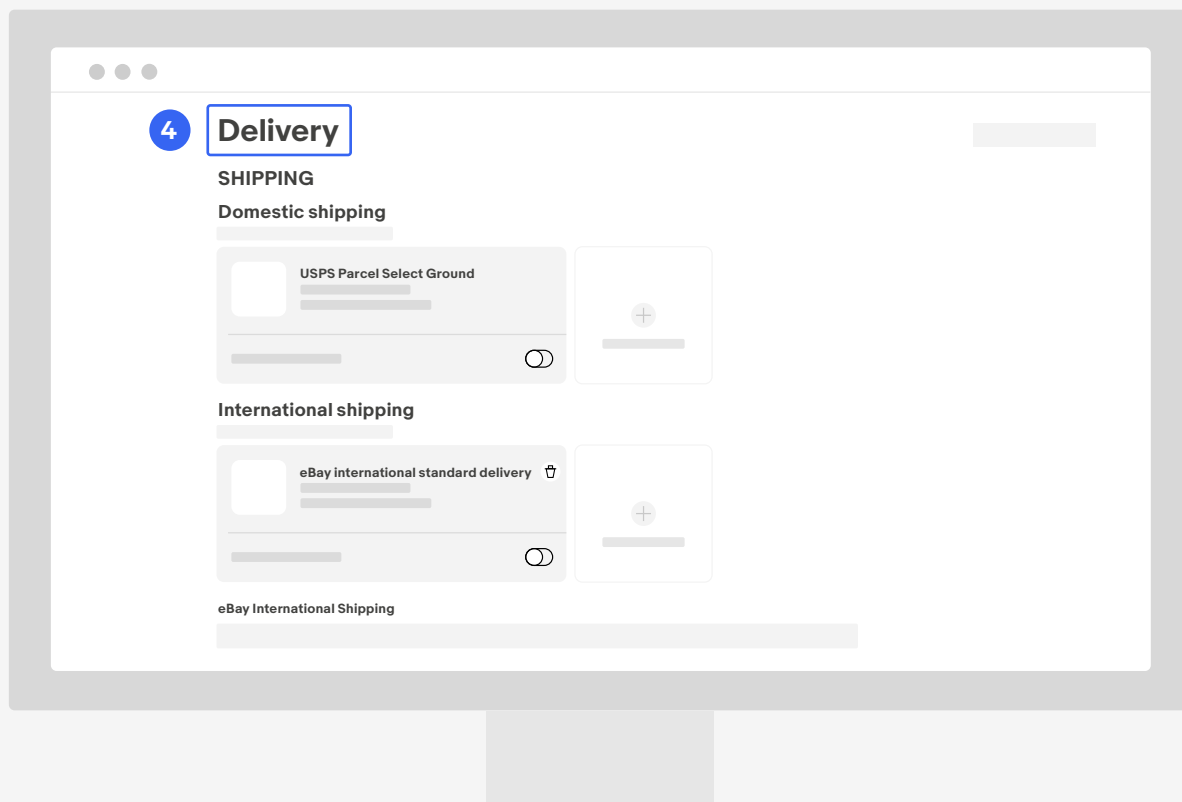 4
Delivery
SHIPPING
Domestic shipping
USPS Parcel Select Ground
International shipping
eBay international standard delivery
eBay International Shipping